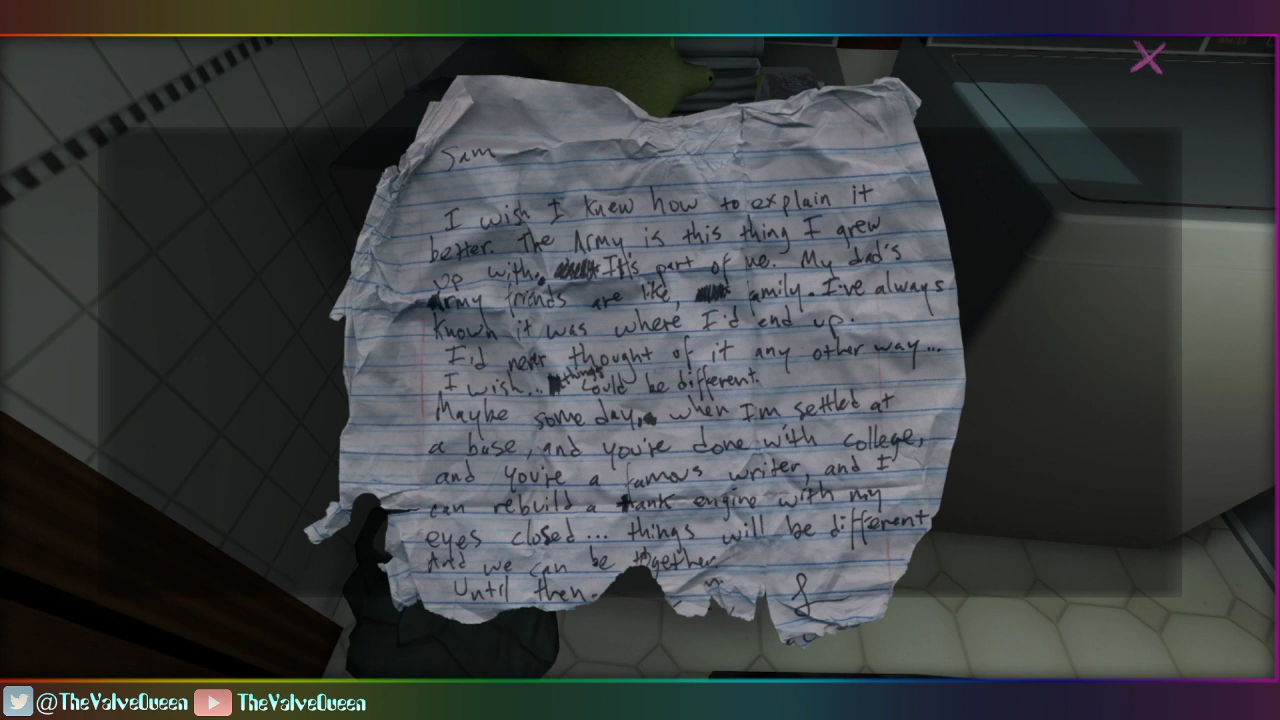 Sam
I wish I knew how to explain it
better. The Army is this thing I grew
up with. It's part of me. My dad's
Army friends are like, family. I've always
known it was where I'd end up.
I'd never thought of it any other way...
I wish... things could be different.
Maybe some day, when I'm settled at
a base, and you're done with college,
and you're a famous writer, and I
can rebuild a tank engine with my
eyes closed... things will be different
And we can be together.
Until then.
@TheValveQueen TheValveQueen